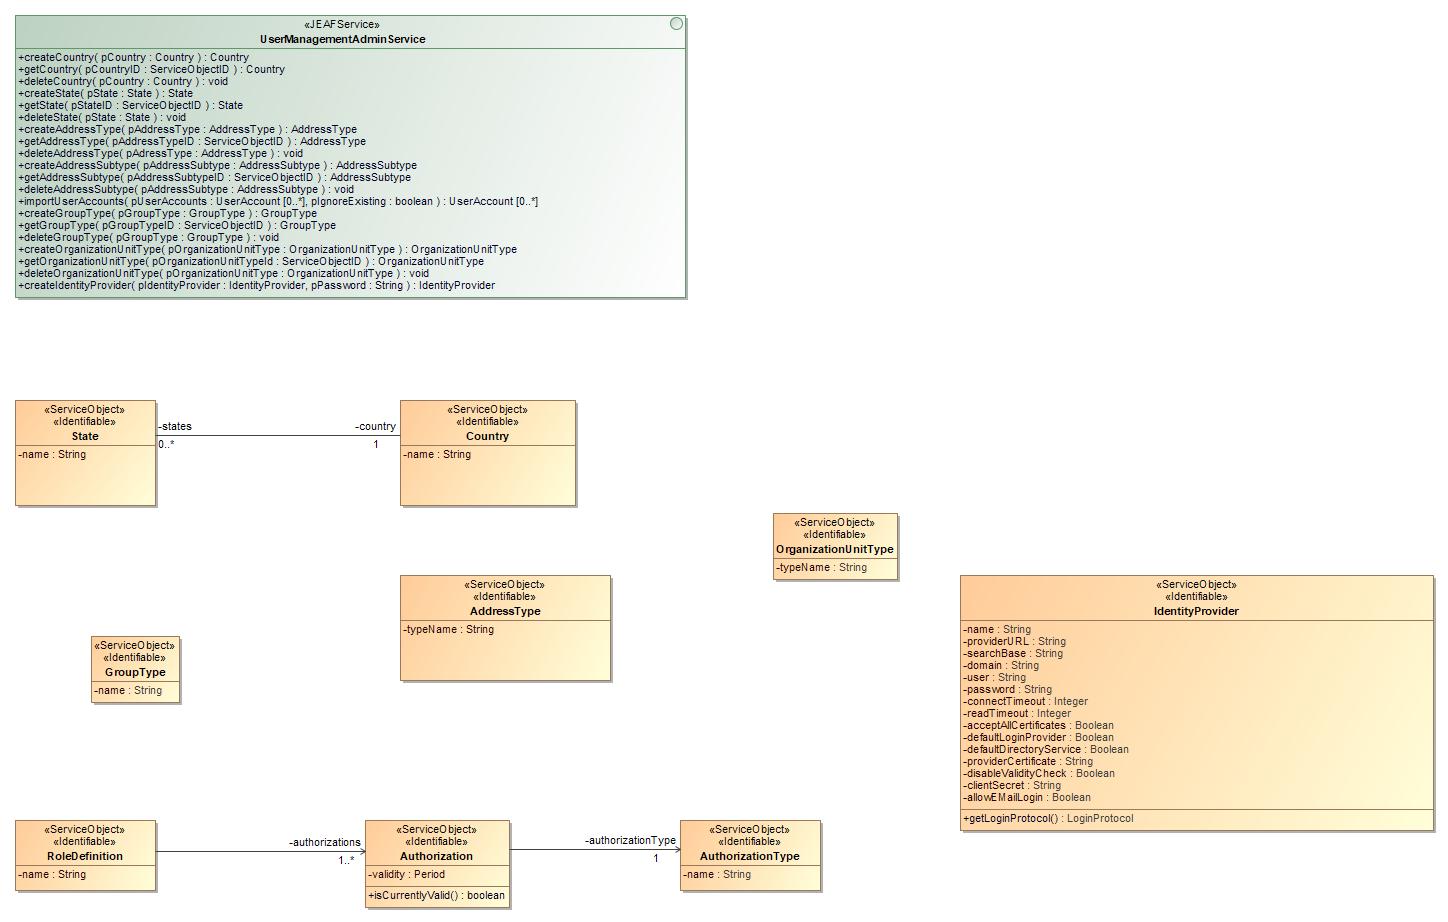 «JEAFService»
UserManagementAdminService
+createCountry( pCountry : Country ) : Country
+getCountry( pCountryID : ServiceObjectID ) : Country
+deleteCountry( pCountry : Country ) : void
+createState( pState : State ) : State
+getState( pStateID : ServiceObjectID ) : State
+deleteState( pState : State ) : void
+createAddressType( pAddressType : AddressType ) : AddressType
+getAddressType( pAddressTypeID : ServiceObjectID ) : AddressType
+deleteAddressType( pAdressType : AddressType ) : void
+createAddressSubtype( pAddressSubtype : AddressSubtype ) : AddressSubtype
+getAddressSubtype( pAddressSubtypeID : ServiceObjectID ) : AddressSubtype
+deleteAddressSubtype( pAddressSubtype : AddressSubtype ) : void
+importUserAccounts( pUserAccounts : UserAccount [0..*], pIgnoreExisting : boolean ) : UserAccount [0..*]
+createGroupType( pGroupType : GroupType ) : GroupType
+getGroupType( pGroupTypeID : ServiceObjectID ) : GroupType
+deleteGroupType( pGroupType : GroupType ) : void
+createOrganizationUnitType( pOrganizationUnitType : OrganizationUnitType ) : OrganizationUnitType
+getOrganizationUnitType( pOrganizationUnitTypeId : ServiceObjectID ) : OrganizationUnitType
+deleteOrganizationUnitType( pOrganizationUnitType : OrganizationUnitType ) : void
+createIdentityProvider( pIdentityProvider : IdentityProvider, pPassword : String ) : IdentityProvider
«ServiceObject»
«Identifiable»
State
-name : String
-states
0..*
-country
1
«ServiceObject»
«Identifiable»
Country
-name : String
«ServiceObject»
«Identifiable»
OrganizationUnitType
-typeName : String
«ServiceObject»
«Identifiable»
AddressType
-typeName : String
«ServiceObject»
«Identifiable»
IdentityProvider
-name : String
-providerURL : String
-searchBase : String
-domain : String
-user : String
-password : String
-connectTimeout : Integer
-readTimeout : Integer
-acceptAllCertificates : Boolean
-defaultLoginProvider : Boolean
-defaultDirectoryService : Boolean
-providerCertificate : String
-disableValidityCheck : Boolean
-clientSecret : String
-allowEMailLogin : Boolean
+getLoginProtocol() : LoginProtocol
«ServiceObject»
«Identifiable»
GroupType
-name : String
«ServiceObject»
«Identifiable»
RoleDefinition
-name : String
-authorizations
1..*
«ServiceObject»
«Identifiable»
Authorization
-validity : Period
+isCurrentlyValid() : boolean
-authorizationType
1
«ServiceObject»
«Identifiable»
AuthorizationType
-name : String